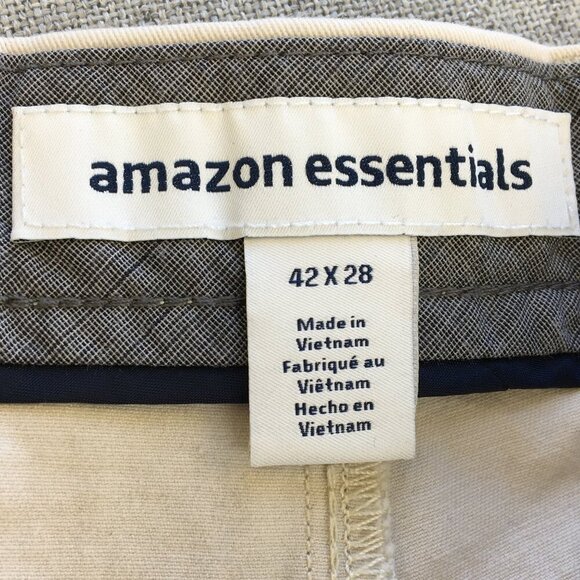 amazon essentials
42 X 28
Made in
Vietnam
Fabriqué au
Viêtnam
Hecho en
Vietnam